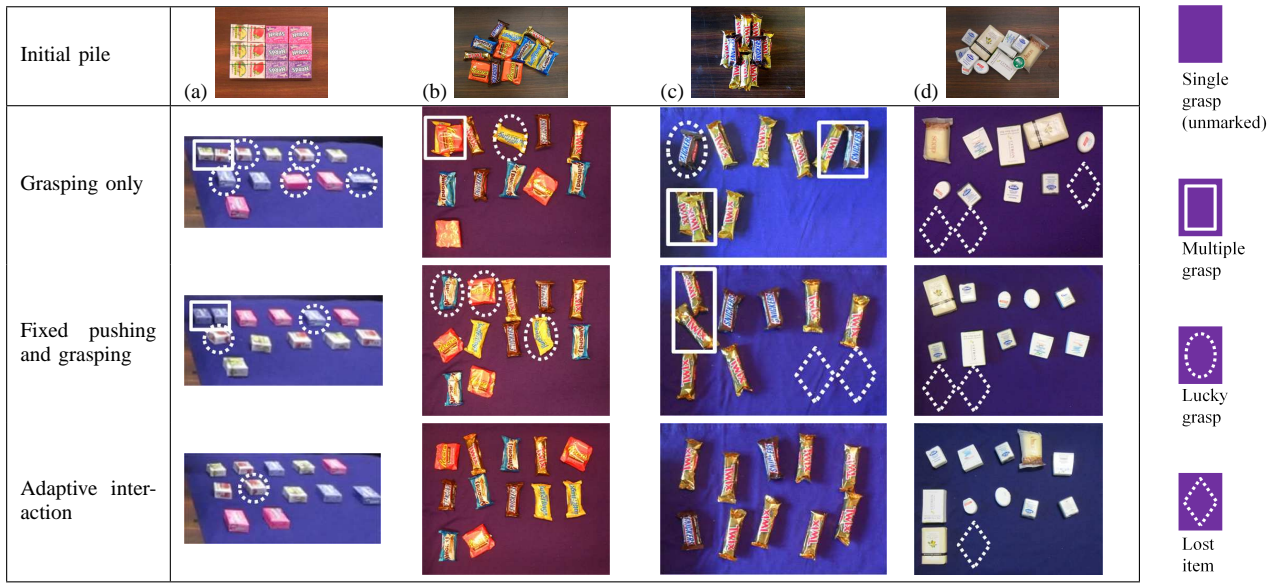 Initial pile
(a)
(b)
(c)
(d)
Grasping only
Fixed pushing
and grasping
Adaptive inter-
action
Single
grasp
(unmarked)
Multiple
grasp
Lucky
grasp
Lost
item